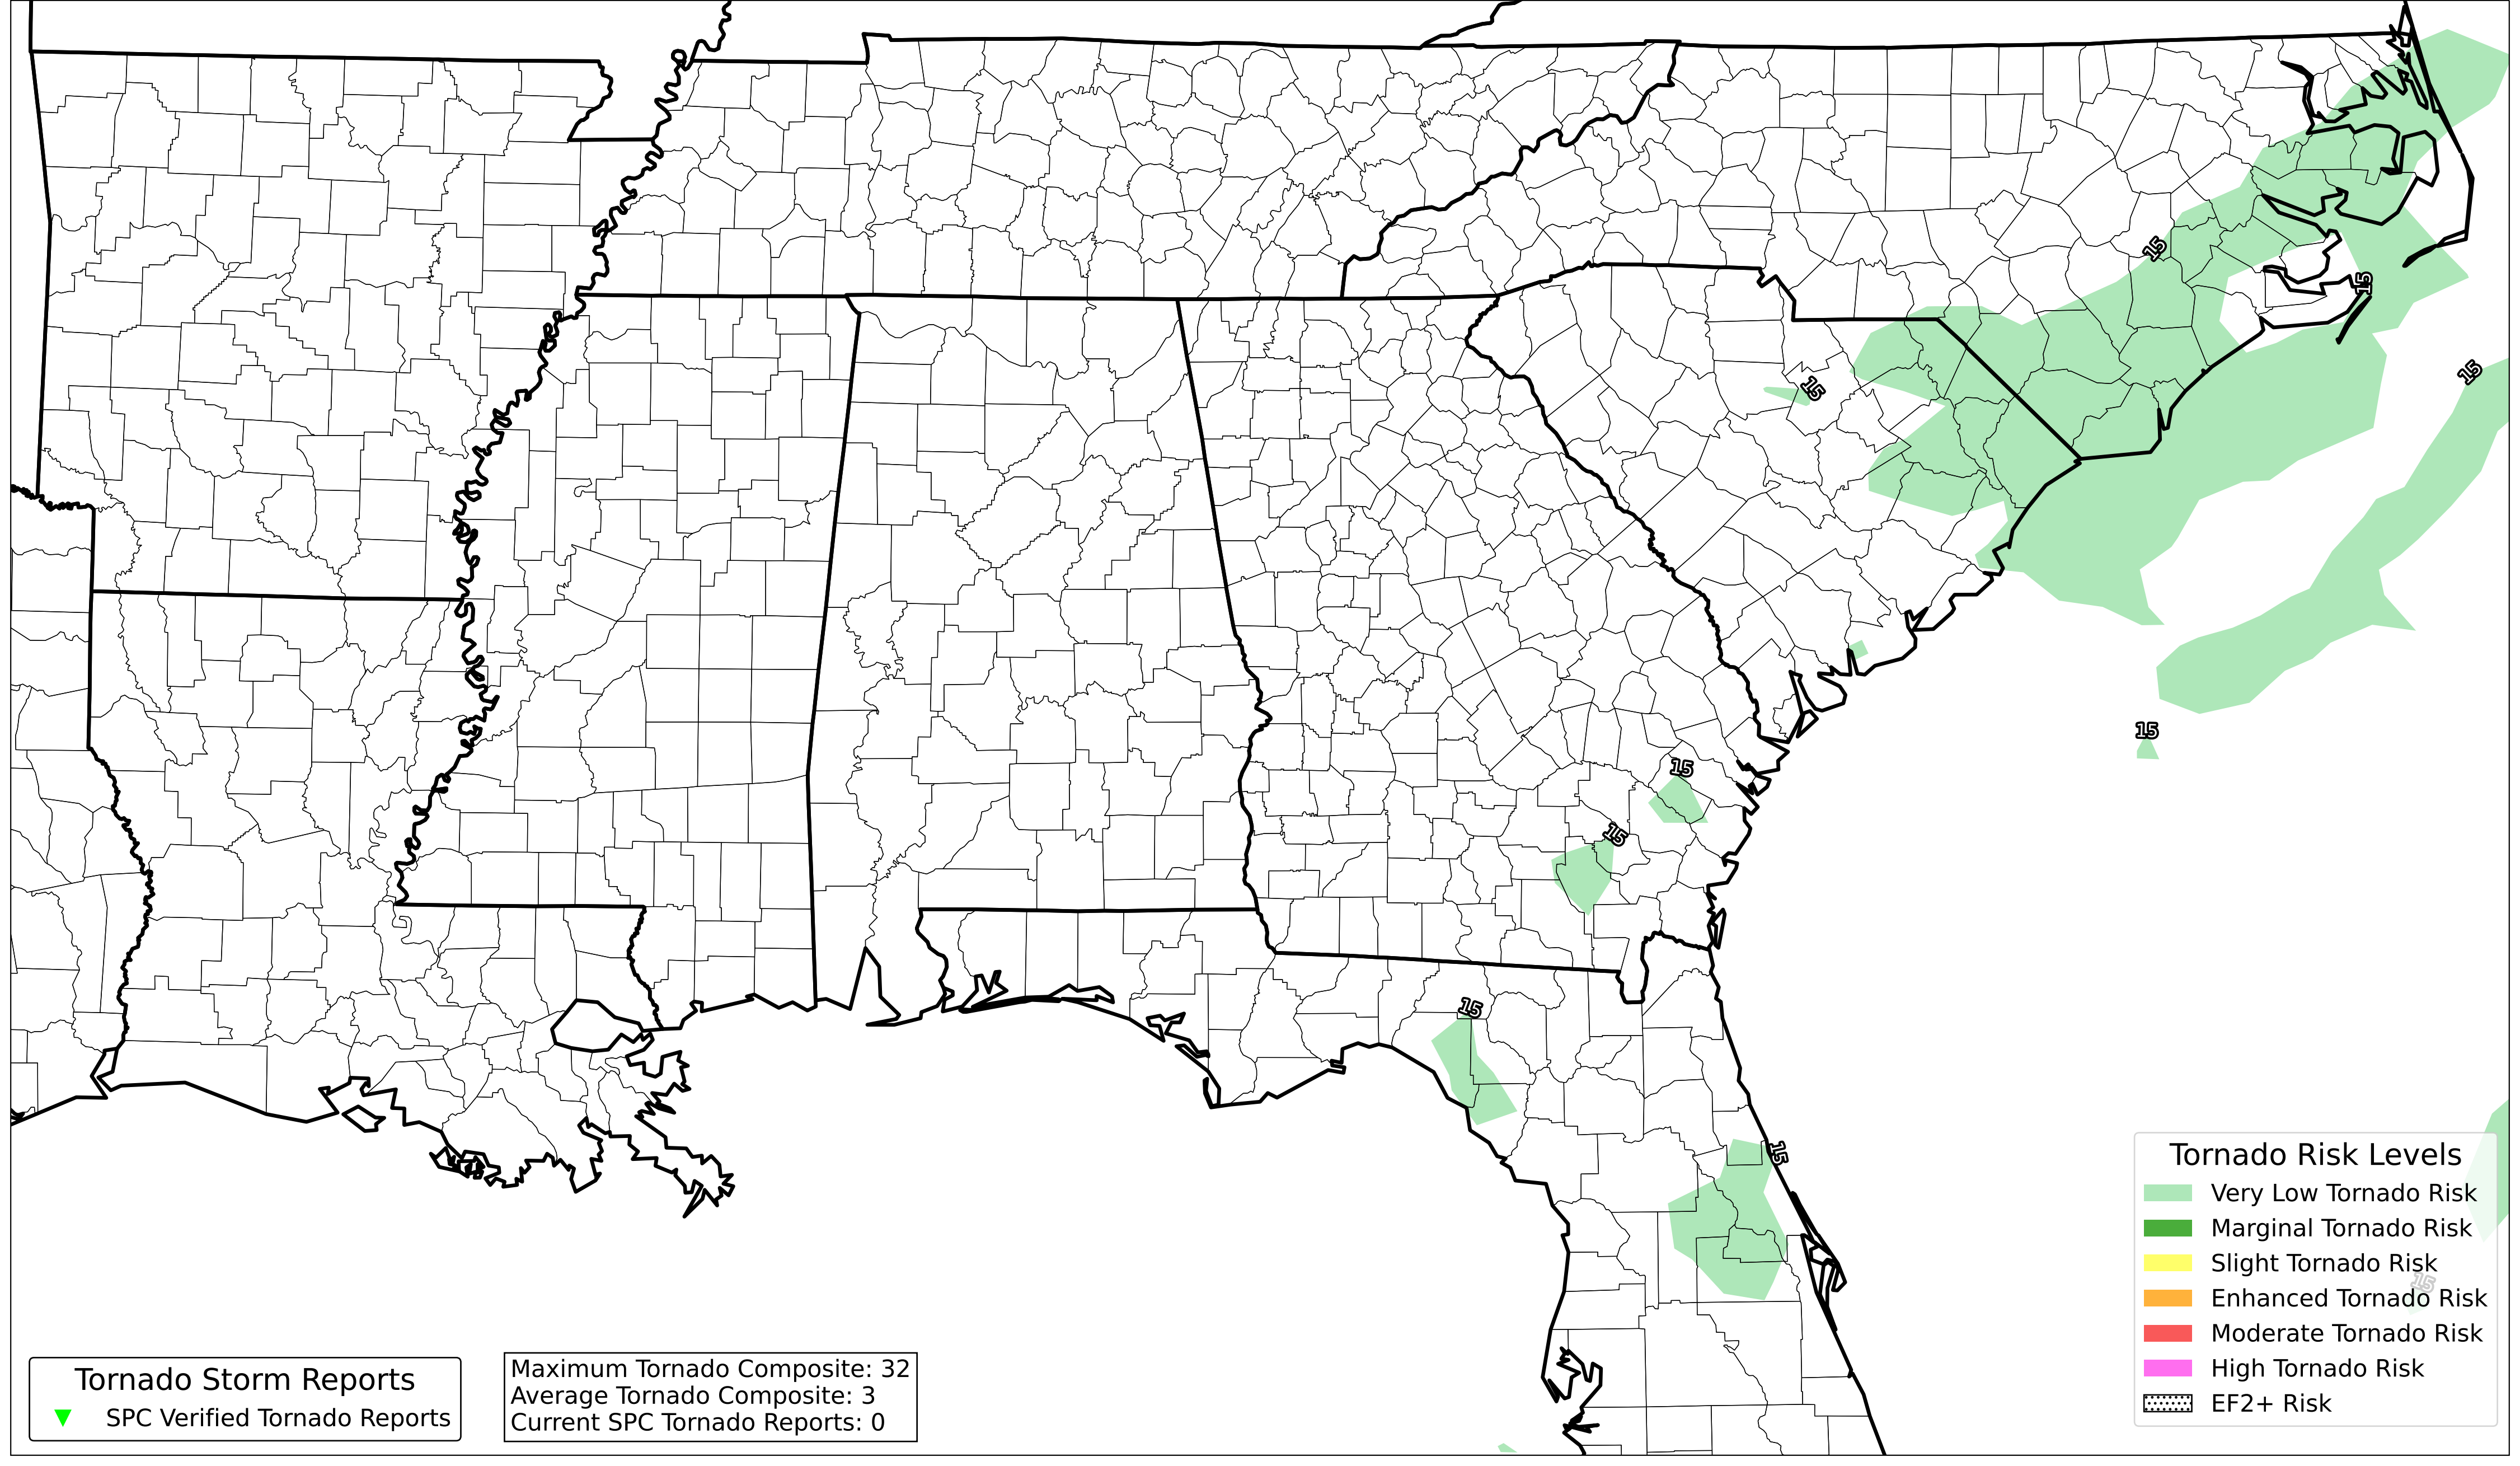 15
15
15
15
15
15
15
15
15
Tornado Risk Levels
Very Low Tornado Risk
Marginal Tornado Risk
Slight Tornado Risk
15
Enhanced Tornado Risk
Moderate Tornado Risk
High Tornado Risk
EF2+ Risk
Tornado Storm Reports
SPC Verified Tornado Reports
Maximum Tornado Composite: 32
Average Tornado Composite: 3
Current SPC Tornado Reports: 0